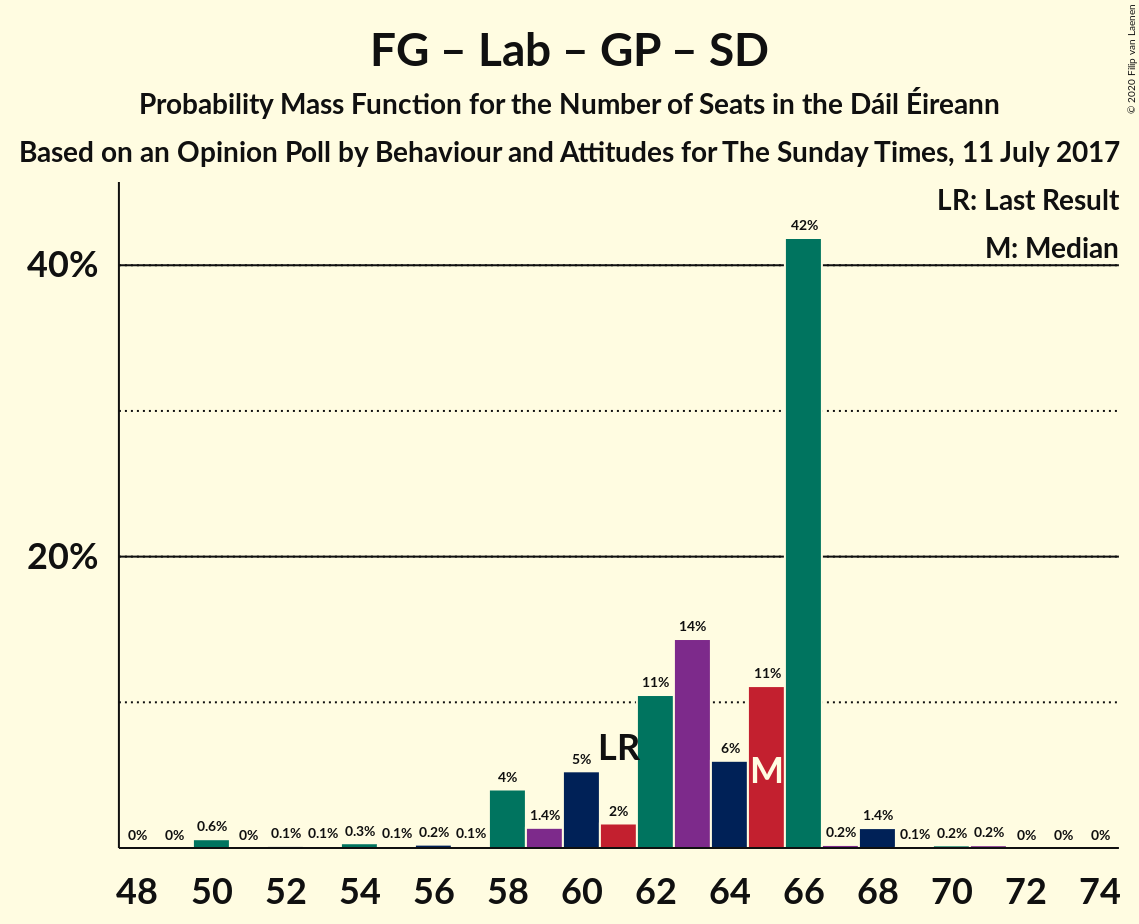 FG – Lab – GP – SD
Probability Mass Function for the Number of Seats in the Dáil Éireann
Based on an Opinion Poll by Behaviour and Attitudes for The Sunday Times, 11 July 2017
© 2020 Filip van Laenen
LR: Last Result
M: Median
40%
20%
0% 0% 0.6% 0% 0.1% 0.1% 0.3% 0.1% 0.2% 0.1% 4% 1.4% 5% 2% 11% 14% 6% 11% 42% 0.2% 1.4% 0.1% 0.2% 0.2% 0% 0% 0%
LR
M
48 50 52 54 56 58 60 62 64 66 68 70 72 74